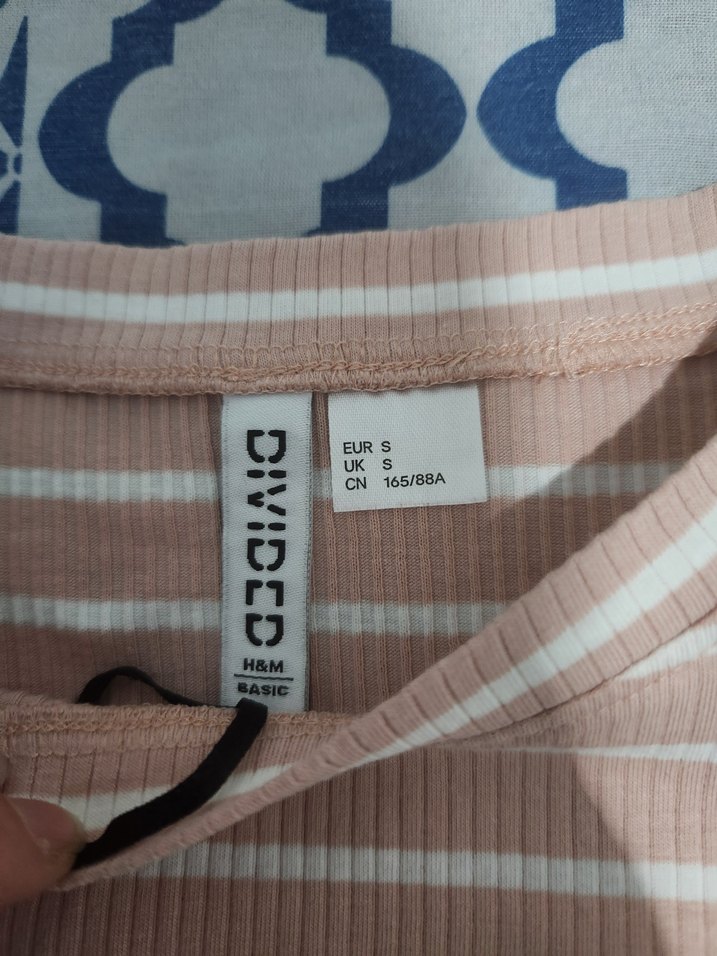 DIVIDED
H&M
BASIC
EUR S
UK S
CN 165/88A